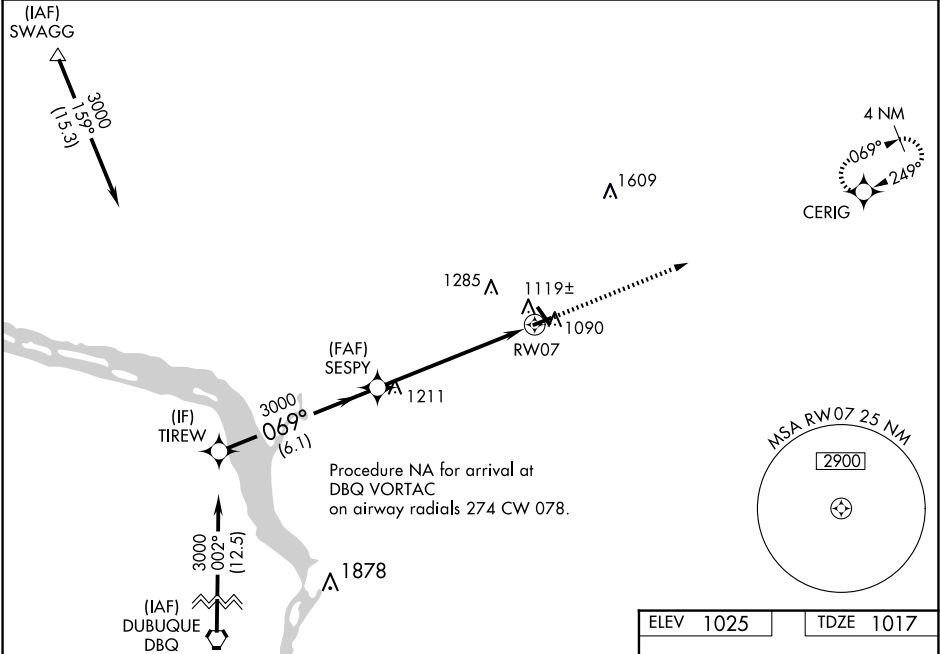 (IAF)
SWAGG
3000
159°
(15.3)
4 NM
069°
249°
CERIG
1609
1285
1119±
1090
RW07
(FAF)
SESPY
1211
3000
069°
(6.1)
(IF)
TIREW
Procedure NA for arrival at
DBQ VORTAC
on airway radials 274 CW 078.
MSA RW07 25 NM
2900
3000
002°
(12.5)
1878
(IAF)
DUBUQUE
DBQ
ELEV 1025
TDZE 1017